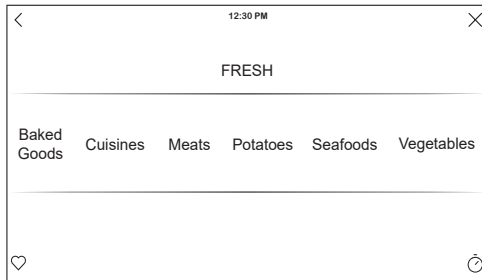 12:30 PM
FRESH
Baked
Goods
Cuisines
Meats
Potatoes
Seafoods
Vegetables